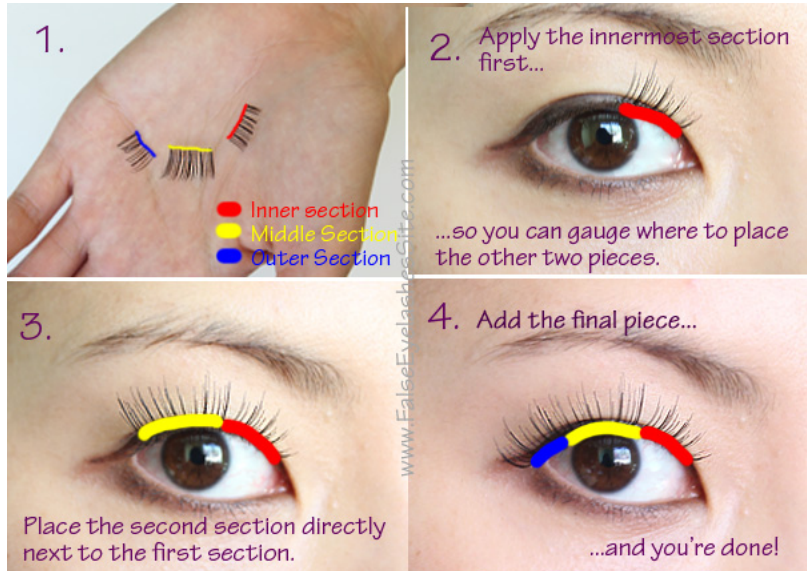 1.
Inner section
Middle Section
Outer Section
2. Apply the innermost section
first...
...so you can gauge where to place
the other two pieces.
3.
Place the second section directly
next to the first section.
4. Add the final piece...
...and you're done!
www.FalseEyelashesSite.com